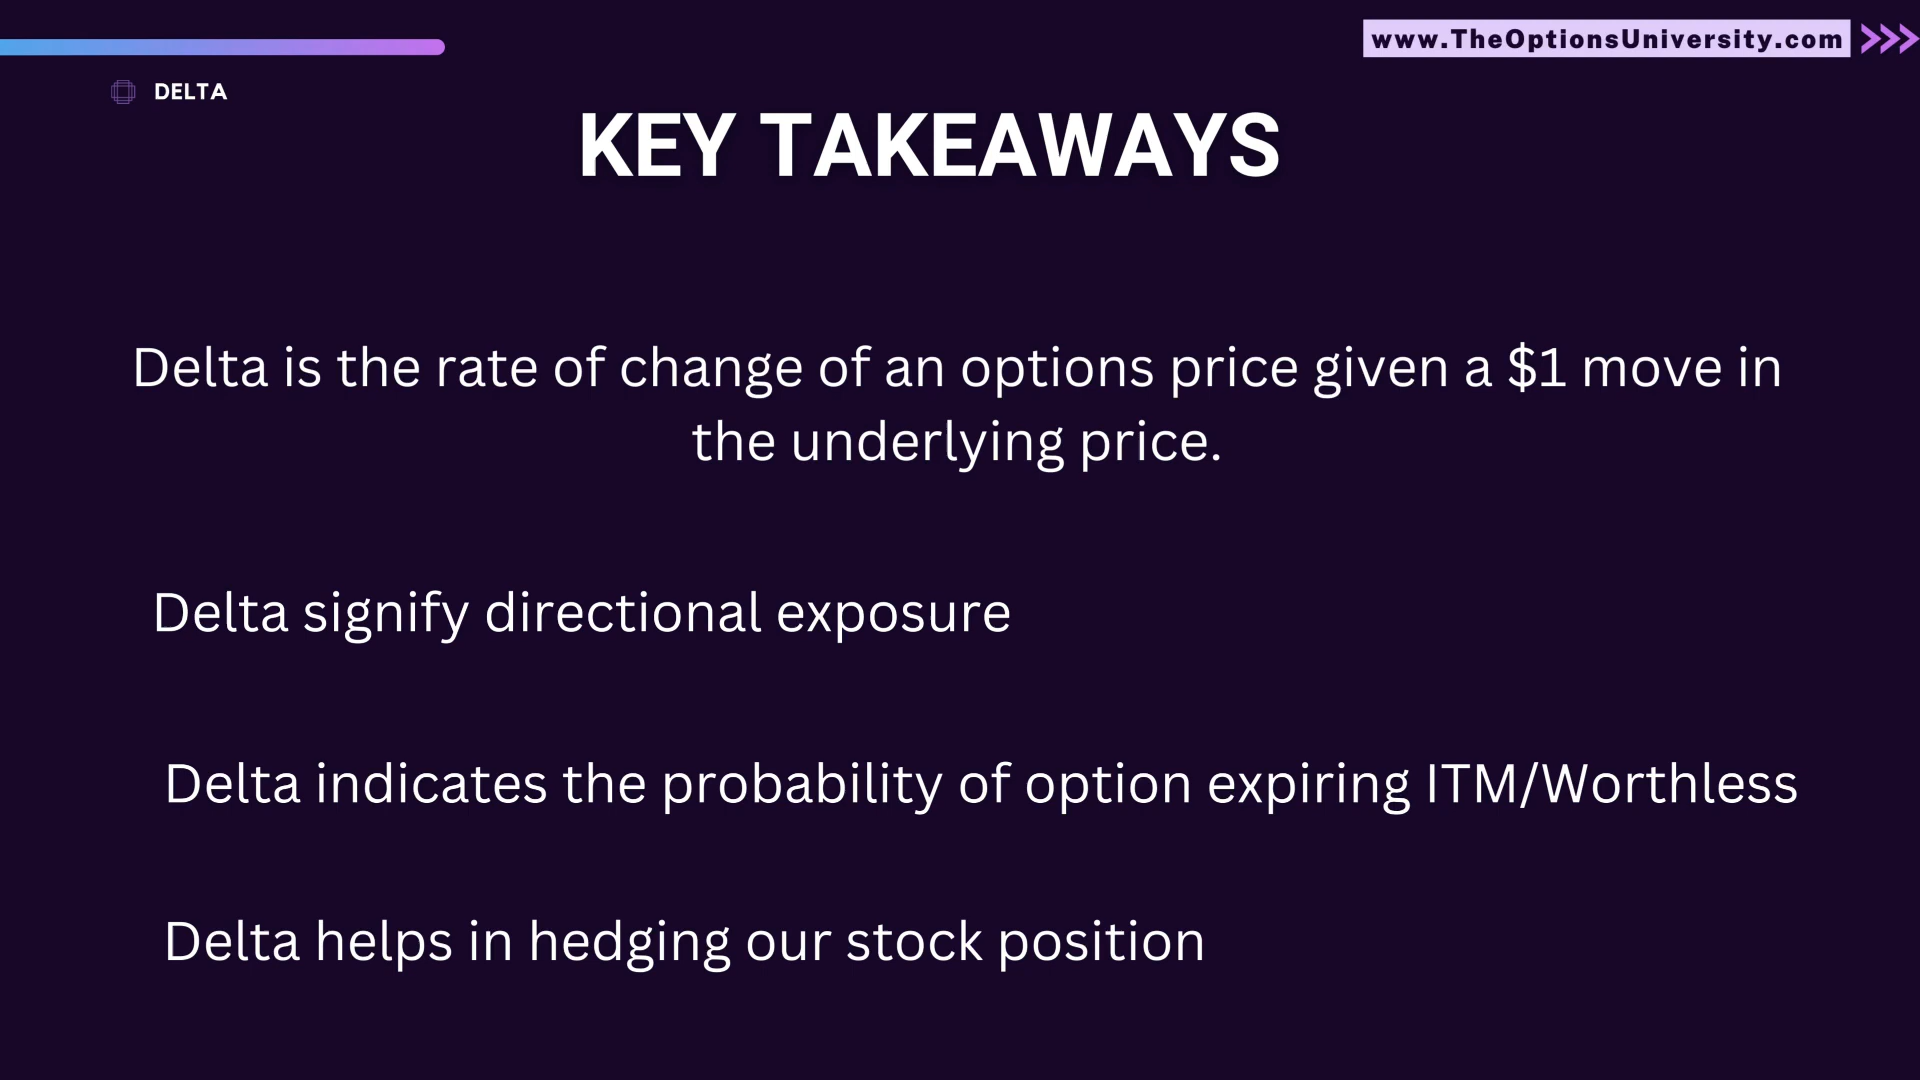 www.TheOptionsUniversity.com
DELTA
KEY TAKEAWAYS
Delta is the rate of change of an options price given a $1 move in
the underlying price.
Delta signify directional exposure
Delta indicates the probability of option expiring ITM/Worthless
Delta helps in hedging our stock position